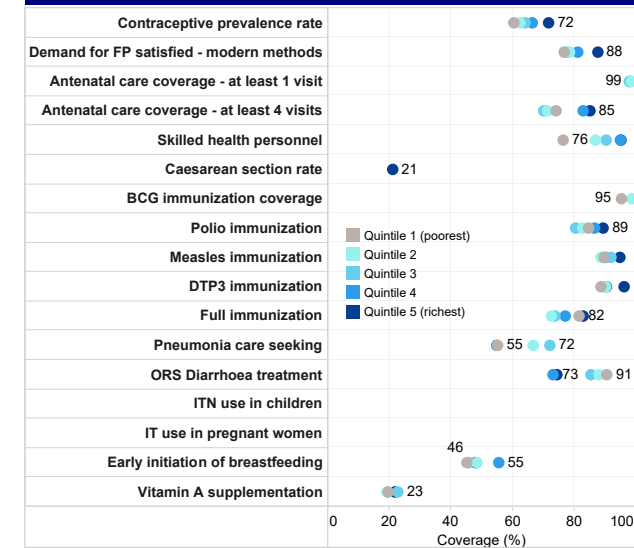 Contraceptive prevalence rate 72
Demand for FP satisfied - modern methods 88
Antenatal care coverage - at least 1 visit 99
Antenatal care coverage - at least 4 visits 85
Skilled health personnel 76
Caesarean section rate 21
BCG immunization coverage 95
Polio immunization 89
Quintile 1 (poorest)
Measles immunization
Quintile 2
Quintile 3
DTP3 immunization
Quintile 4
Quintile 5 (richest)
Full immunization 82
Pneumonia care seeking 55 72
ORS Diarrhoea treatment 73 91
ITN use in children
IT use in pregnant women
46
Early initiation of breastfeeding 55
Vitamin A supplementation 23
0 20 40 60 80 100
Coverage (%)